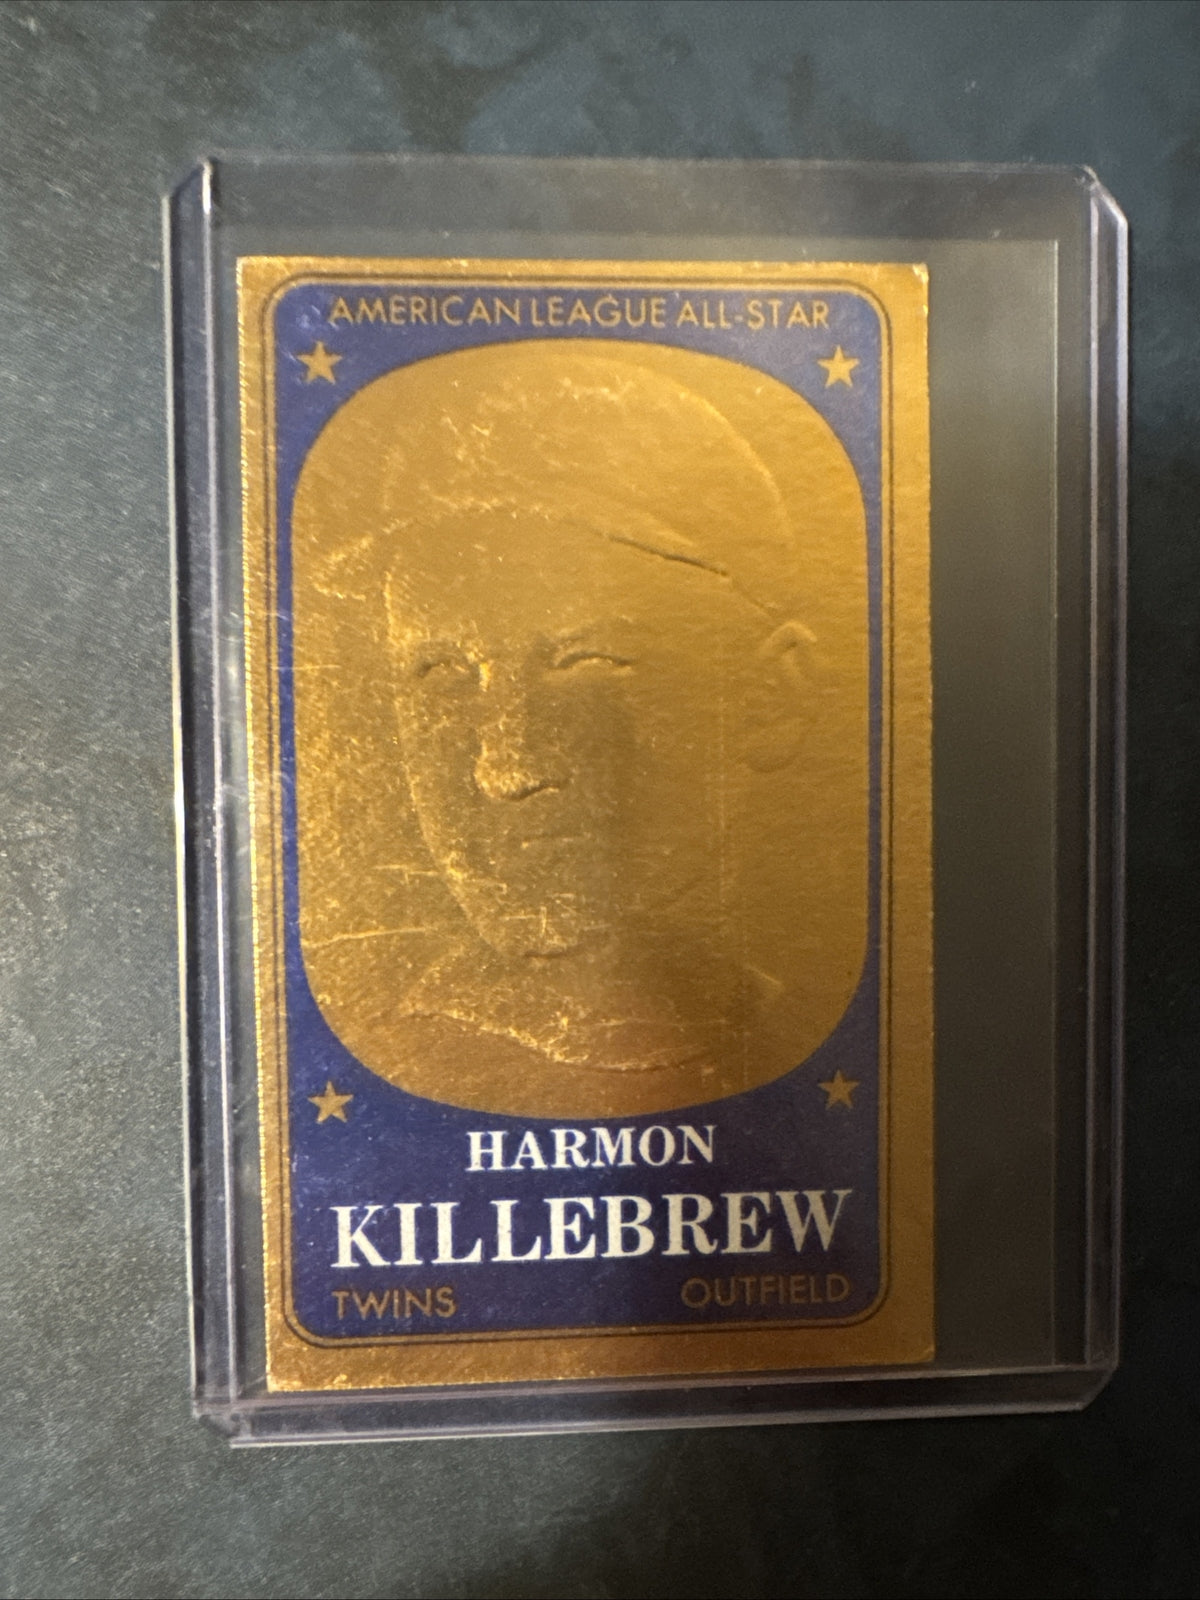 AMERICAN LEAGUE ALL-STAR
HARMON
KILLEBREW
TWINS OUTFIELD